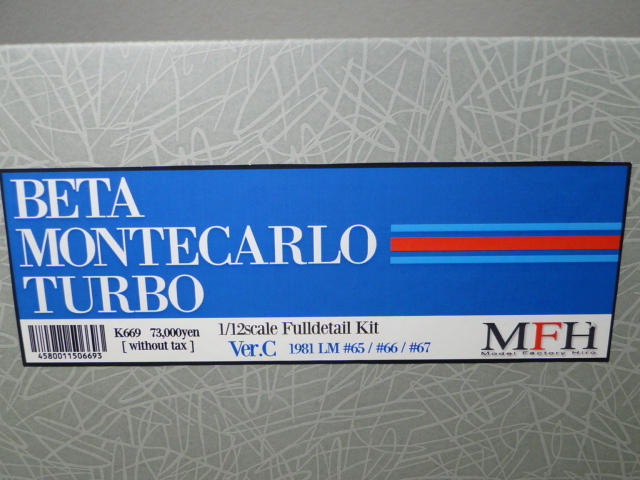 BETA
MONTECARLO
TURBO
4580011506693
K669 73,000yen
[ without tax ]
1/12scale Fulldetail Kit
Ver.C 1981 LM #65 / #66 / #67
MFH
Model Factory Hiro